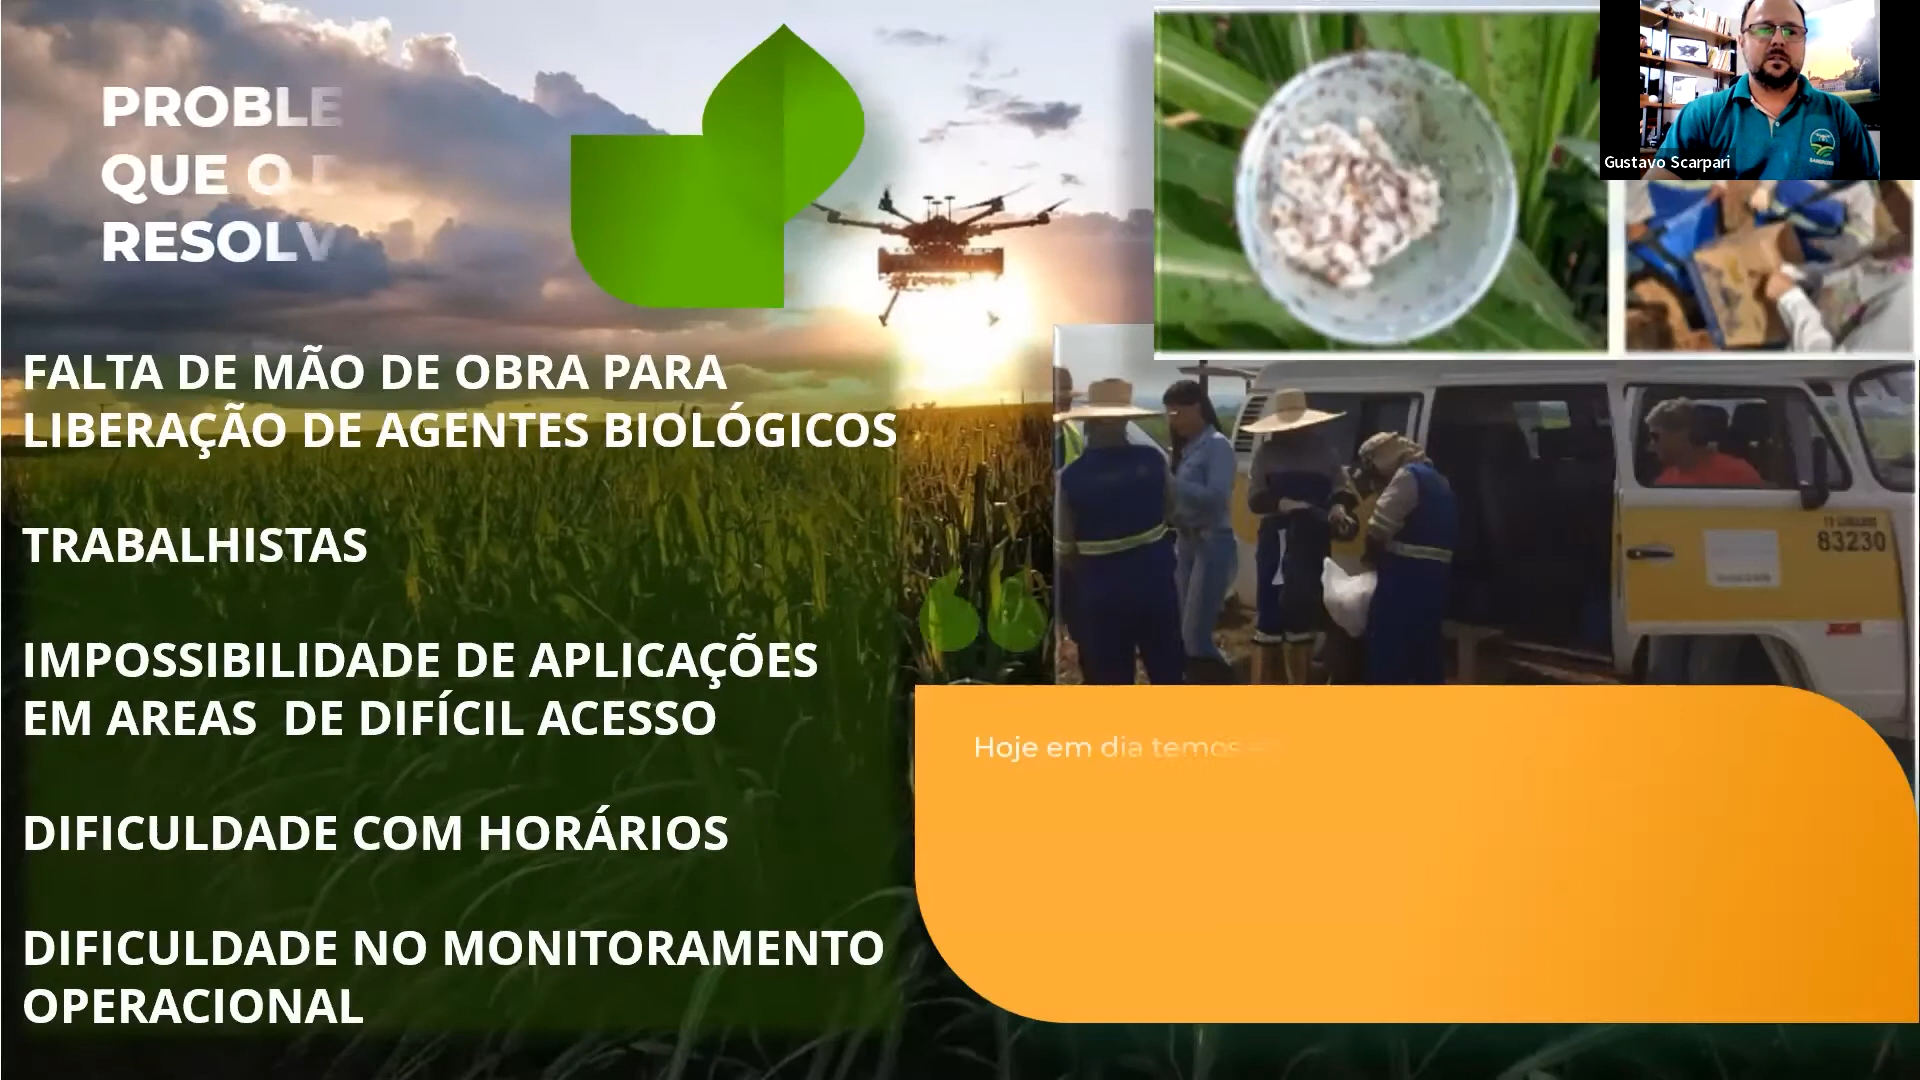 PROBLE
QUE O D
RESOLV
FALTA DE MÃO DE OBRA PARA
LIBERAÇÃO DE AGENTES BIOLÓGICOS
TRABALHISTAS
IMPOSSIBILIDADE DE APLICAÇÕES
EM AREAS DE DIFÍCIL ACESSO
DIFICULDADE COM HORÁRIOS
DIFICULDADE NO MONITORAMENTO
OPERACIONAL
Gustavo Scarpari
83230
Hoje em dia temos